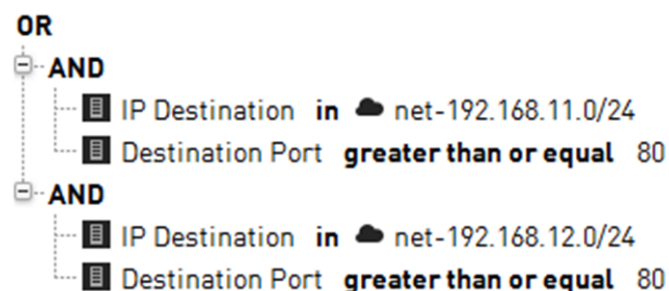 OR
AND
IP Destination in net-192.168.11.0/24
Destination Port greater than or equal 80
AND
IP Destination in net-192.168.12.0/24
Destination Port greater than or equal 80